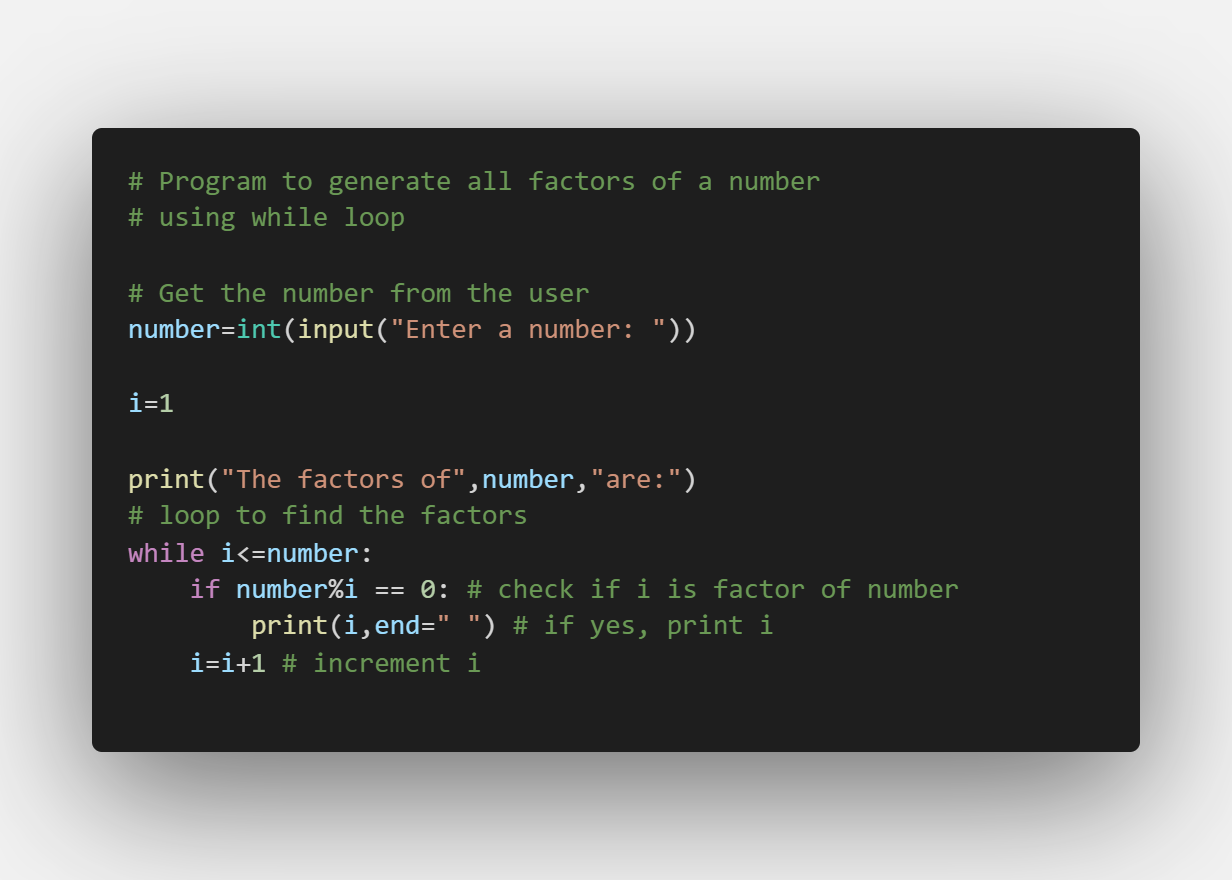 # Program to generate all factors of a number
# using while loop
# Get the number from the user
number=int(input("Enter a number: "))
i=1
print("The factors of",number,"are:")
# loop to find the factors
while i<=number:
    if number%i == 0: # check if i is factor of number
        print(i,end=" ") # if yes, print i
    i=i+1 # increment i